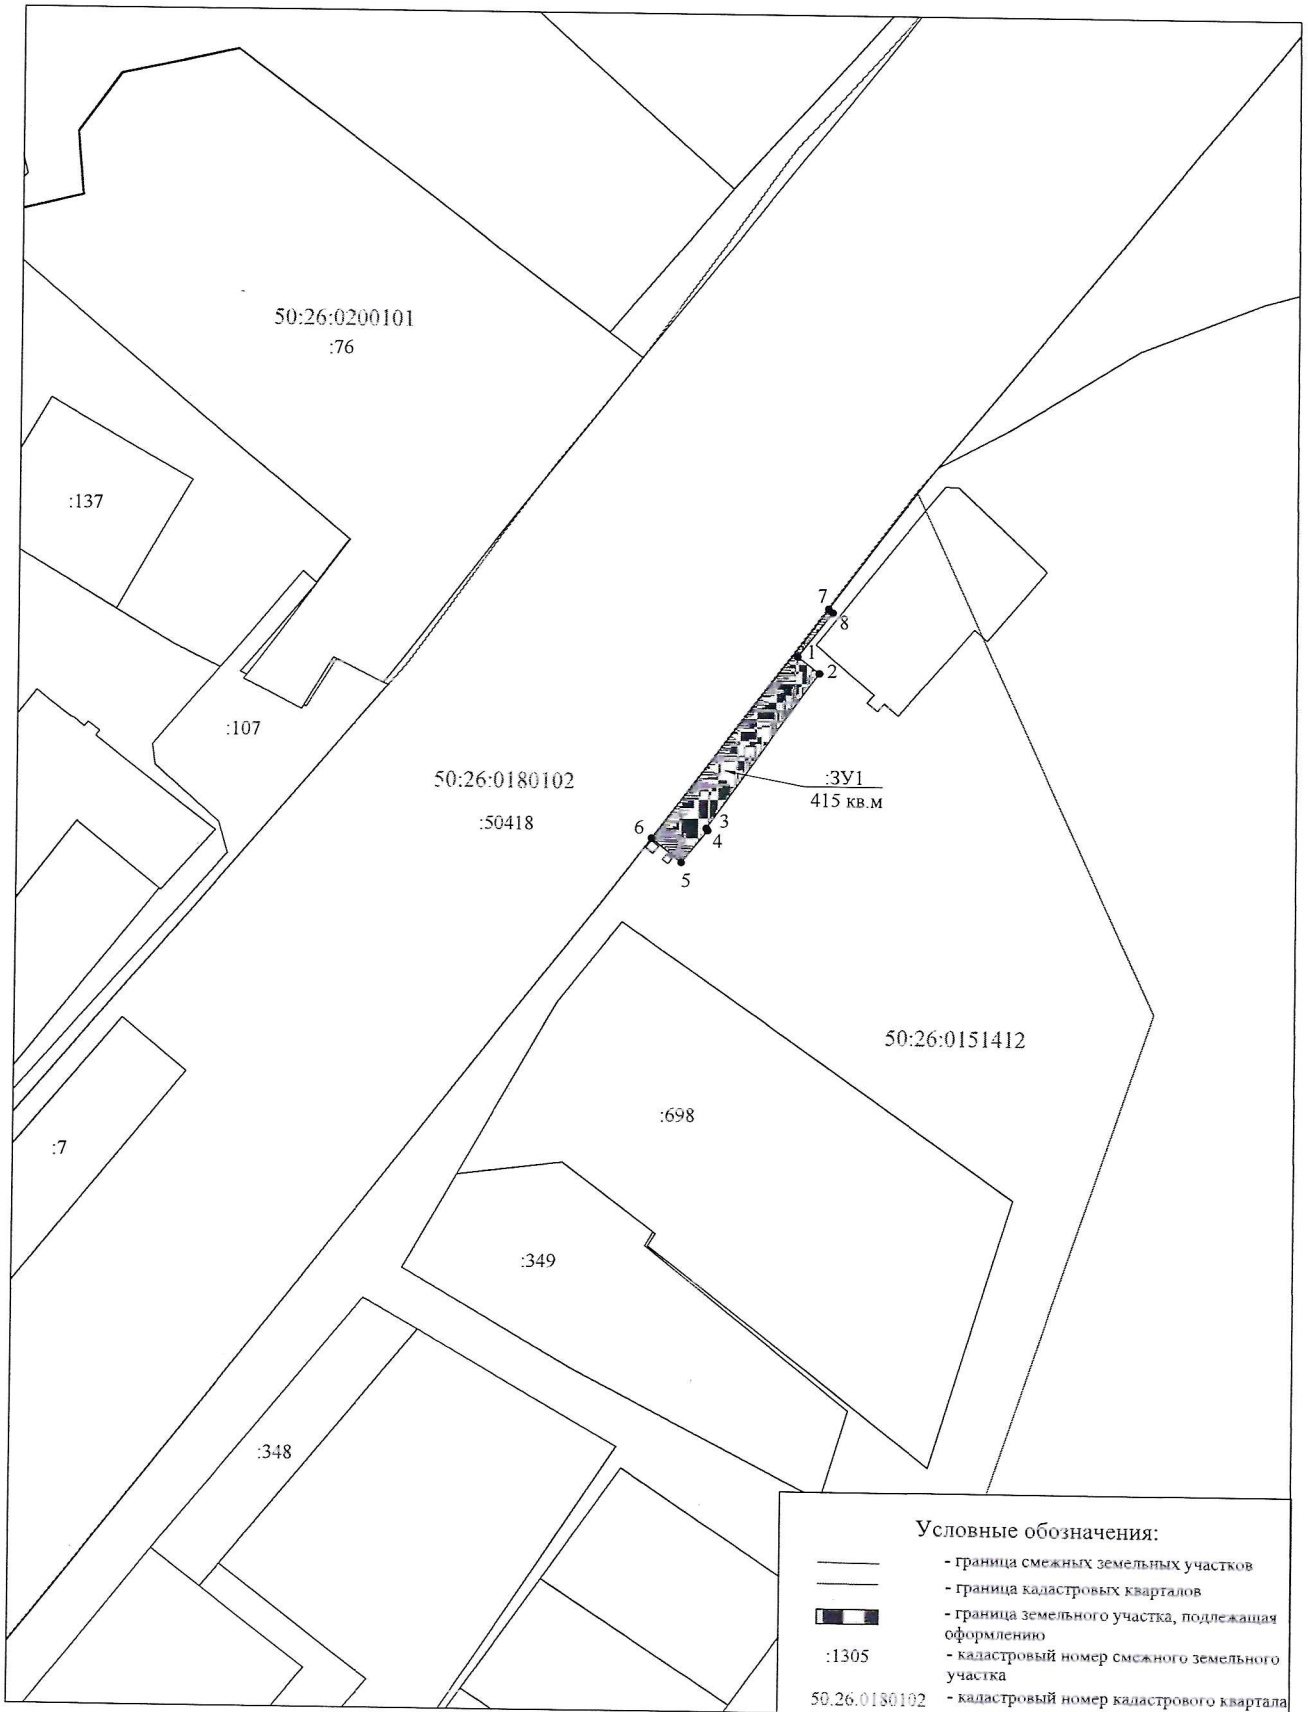 50:26:0200101
:76
:137
7
8
1
2
:107
50:26:0180102
:50418
:ЗУ1
415 кв.м
3
4
6
5
50:26:0151412
:698
:7
:349
:348
Условные обозначения:
- граница смежных земельных участков
- граница кадастровых кварталов
- граница земельного участка, подлежащая
оформлению
:1305 - кадастровый номер смежного земельного
участка
50.26.0180102 - кадастровый номер кадастрового квартала